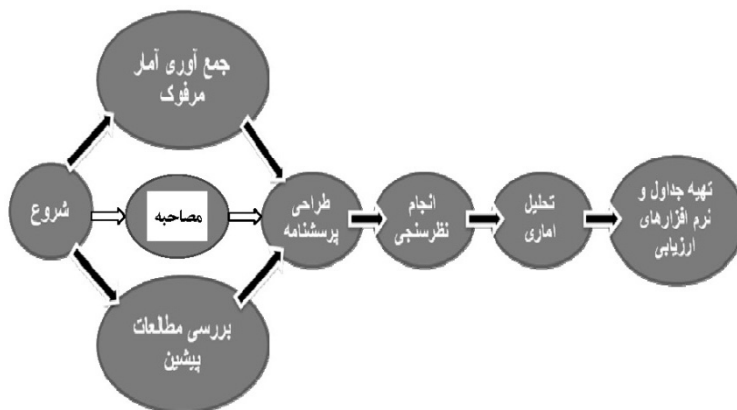 جمع آوری آمار
مرفوک
شروع
مصاحبه
بررسی مطالعات
پیشین
طراحی
پرسشنامه
انجام
نظرسنجی
تحلیل
اماری
تهیه جداول و
نرم افزارهای
ارزیابی